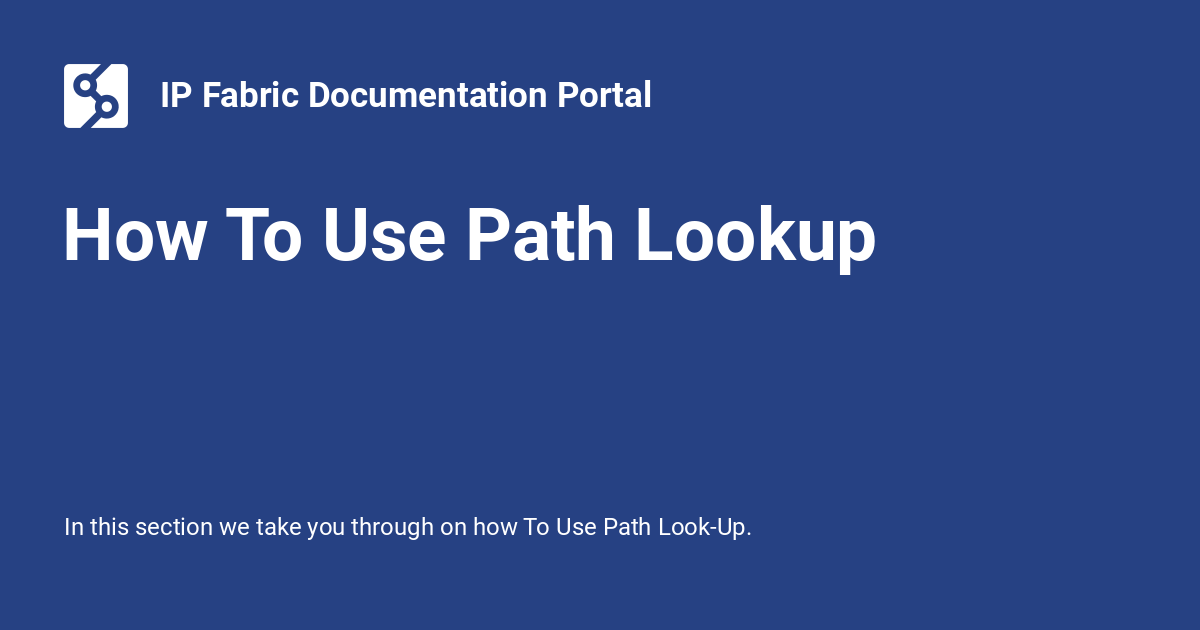 IP Fabric Documentation Portal
How To Use Path Lookup
In this section we take you through on how To Use Path Look-Up.